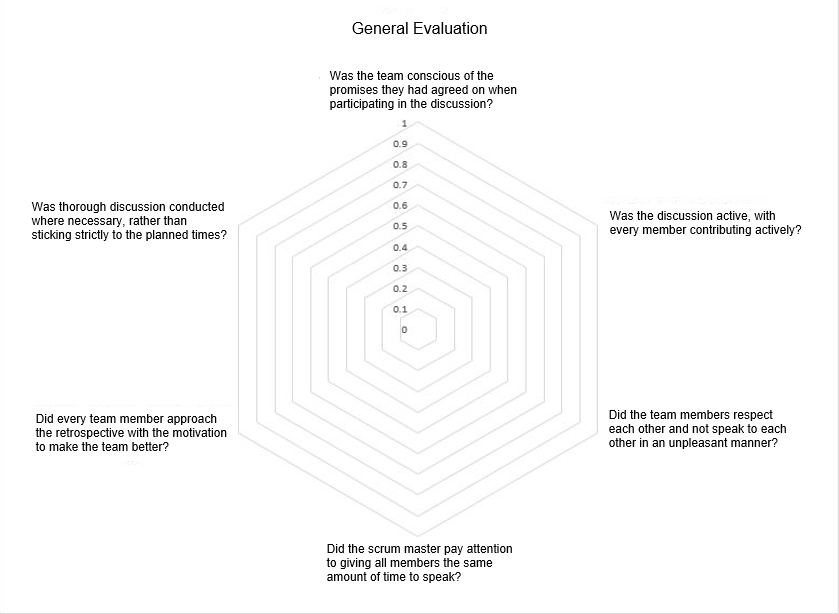 General Evaluation
Was the team conscious of the
promises they had agreed on when
participating in the discussion?
1
0.9
0.8
0.7
0.6
0.5
0.4
0.3
0.2
0.1
0
Was thorough discussion conducted
where necessary, rather than
sticking strictly to the planned times?
Was the discussion active, with
every member contributing actively?
Did every team member approach
the retrospective with the motivation
to make the team better?
Did the team members respect
each other and not speak to each
other in an unpleasant manner?
Did the scrum master pay attention
to giving all members the same
amount of time to speak?